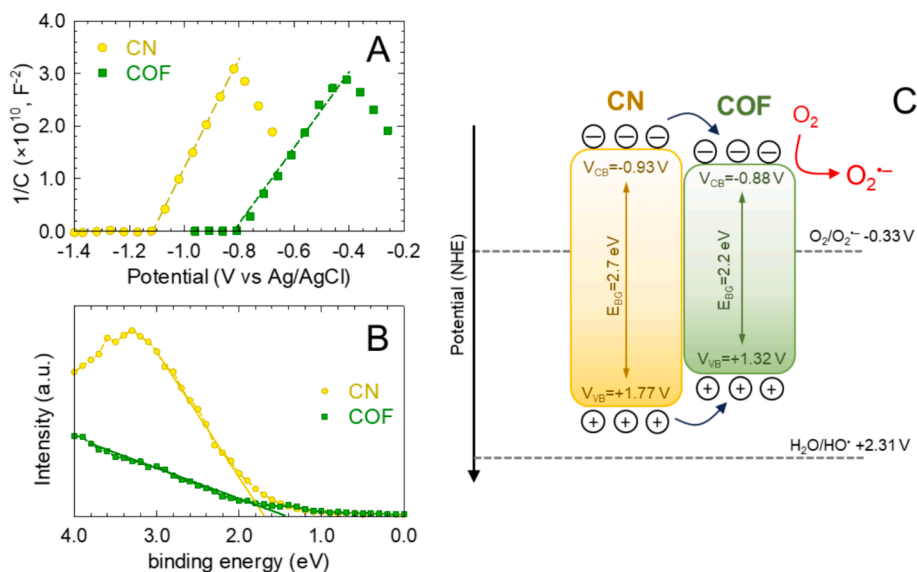 A
CN
COF
1/C (×10¹⁰, F⁻²)
4.0
3.0
2.0
1.0
0.0
-1.4 -1.2 -1.0 -0.8 -0.6 -0.4 -0.2
Potential (V vs Ag/AgCl)
B
CN
COF
Intensity (a.u.)
4.0 3.0 2.0 1.0 0.0
binding energy (eV)
C
CN COF
O₂
O₂•−
V_CB=-0.93 V
V_CB=-0.88 V
O₂/O₂•− -0.33 V
Potential (NHE)
E_BG=2.7 eV
E_BG=2.2 eV
V_VB=+1.32 V
V_VB=+1.77 V
H₂O/HO• +2.31 V